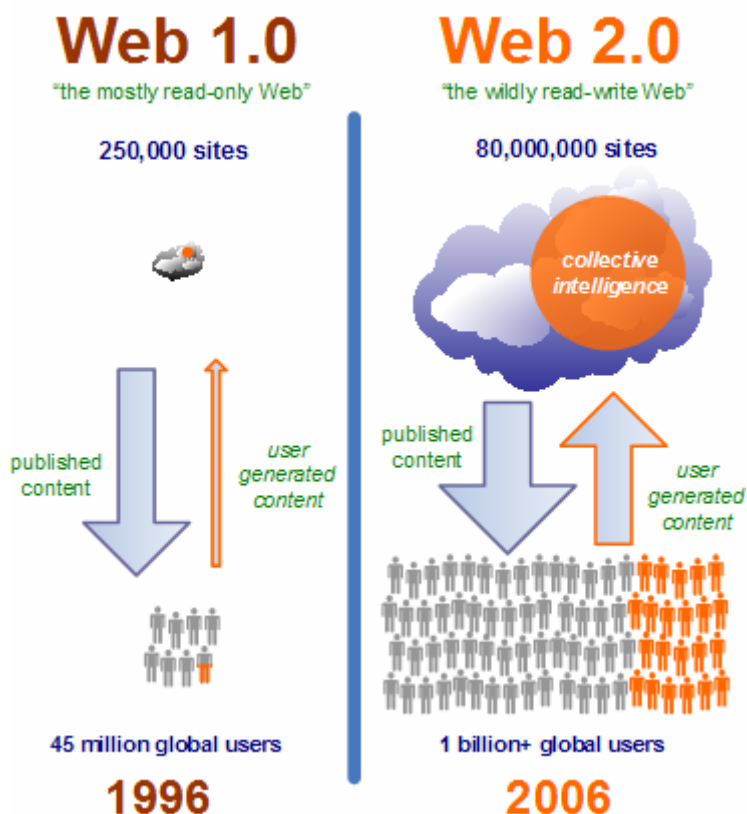 Web 1.0
“the mostly read-only Web”
250,000 sites
published
content
user
generated
content
45 million global users
1996
Web 2.0
“the wildly read-write Web”
80,000,000 sites
collective
intelligence
published
content
user
generated
content
1 billion+ global users
2006